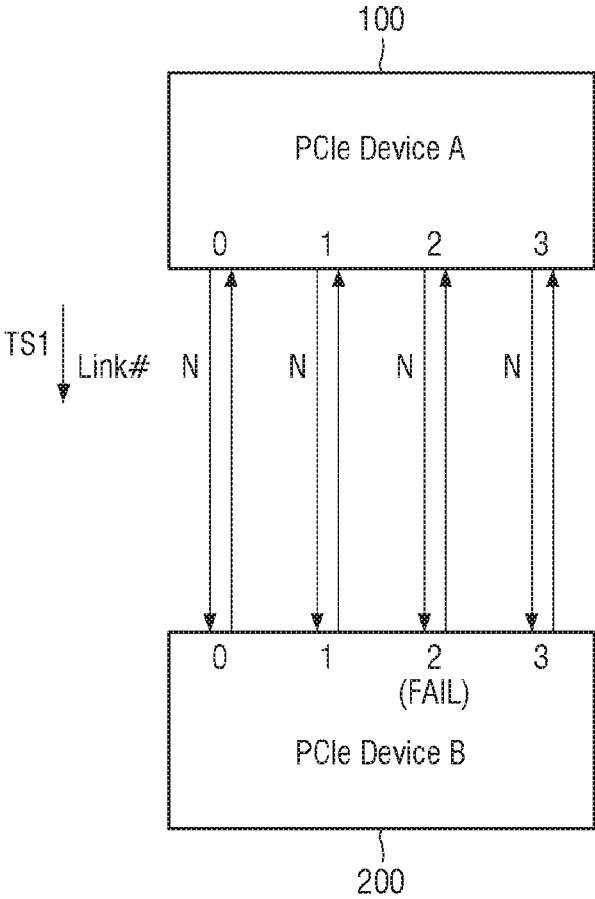 100
PCIe Device A
0 1 2 3
TS1
Link# N N N N
0 1 2 3
(FAIL)
PCIe Device B
200